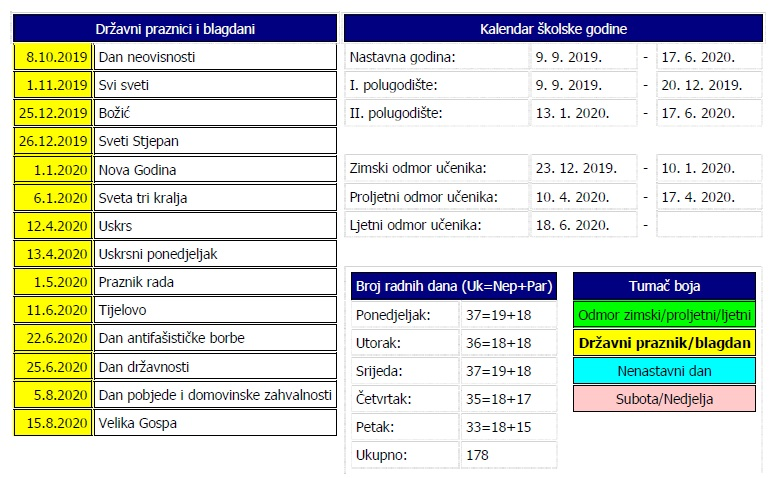 Državni praznici i blagdani
8.10.2019 Dan neovisnosti
1.11.2019 Svi sveti
25.12.2019 Božić
26.12.2019 Sveti Stjepan
1.1.2020 Nova Godina
6.1.2020 Sveta tri kralja
12.4.2020 Uskrs
13.4.2020 Uskrsni ponedjeljak
1.5.2020 Praznik rada
11.6.2020 Tijelovo
22.6.2020 Dan antifašističke borbe
25.6.2020 Dan državnosti
5.8.2020 Dan pobjede i domovinske zahvalnosti
15.8.2020 Velika Gospa
Kalendar školske godine
Nastavna godina: 9. 9. 2019. - 17. 6. 2020.
I. polugodište: 9. 9. 2019. - 20. 12. 2019.
II. polugodište: 13. 1. 2020. - 17. 6. 2020.
Zimski odmor učenika: 23. 12. 2019. - 10. 1. 2020.
Proljetni odmor učenika: 10. 4. 2020. - 17. 4. 2020.
Ljetni odmor učenika: 18. 6. 2020. -
Broj radnih dana (Uk=Nep+Par)
Ponedjeljak: 37=19+18
Utorak: 36=18+18
Srijeda: 37=19+18
Četvrtak: 35=18+17
Petak: 33=18+15
Ukupno: 178
Tumač boja
Odmor zimski/proljetni/ljetni
Državni praznik/blagdan
Nenastavni dan
Subota/Nedjelja